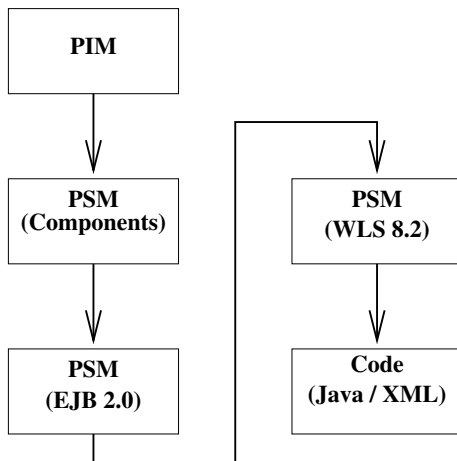 PIM
PSM
(Components)
PSM
(EJB 2.0)
PSM
(WLS 8.2)
Code
(Java / XML)